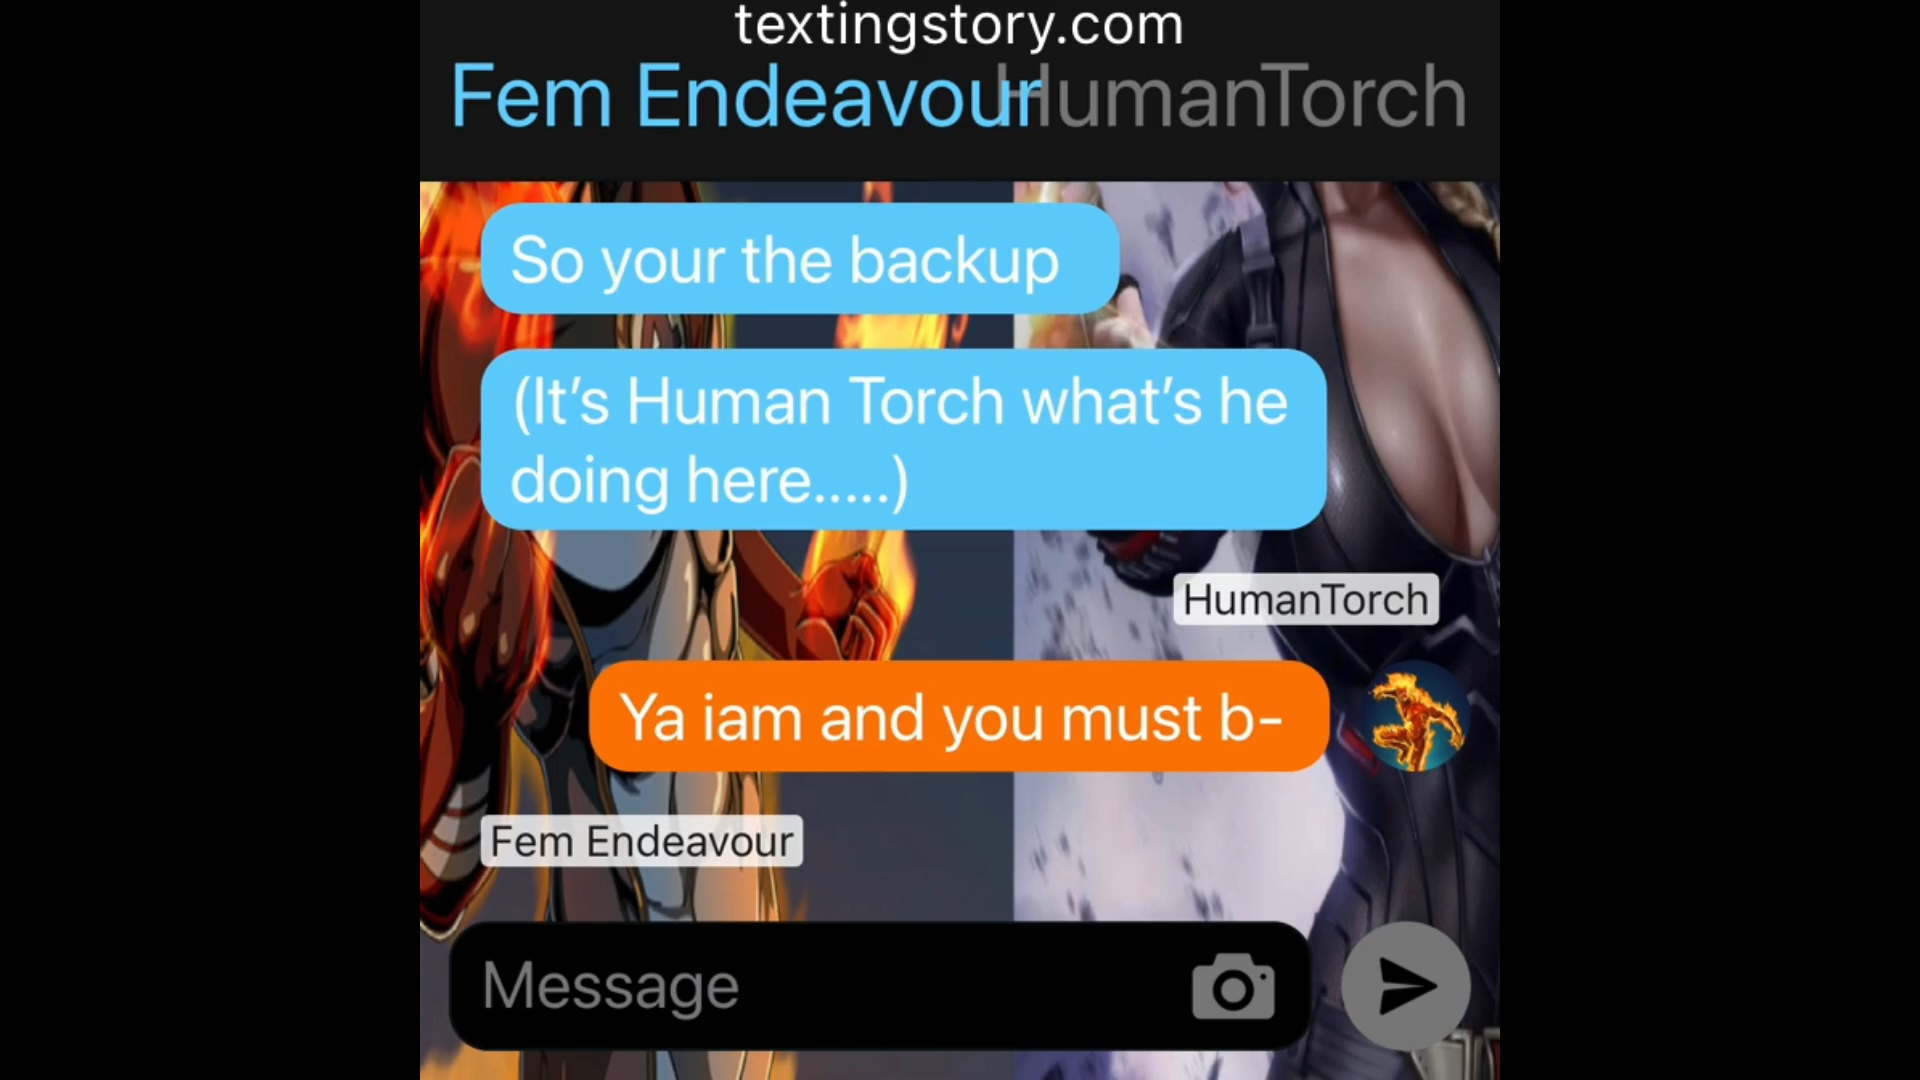 textingstory.com
Fem Endeavour HumanTorch
So your the backup
(It’s Human Torch what’s he
doing here.....)
HumanTorch
Ya iam and you must b-
Fem Endeavour
Message